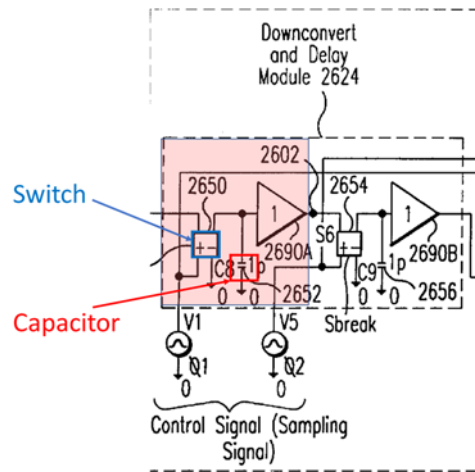 Downconvert
and Delay
Module 2624
2602
Switch
2650
2654
1
1
+-
S6
+-
2690A
2690B
C8
1p
C9
1p
Capacitor
0
0
2652
0
0
2656
Sbreak
V1
V5
Q1
Q2
0
0
Control Signal (Sampling
Signal)